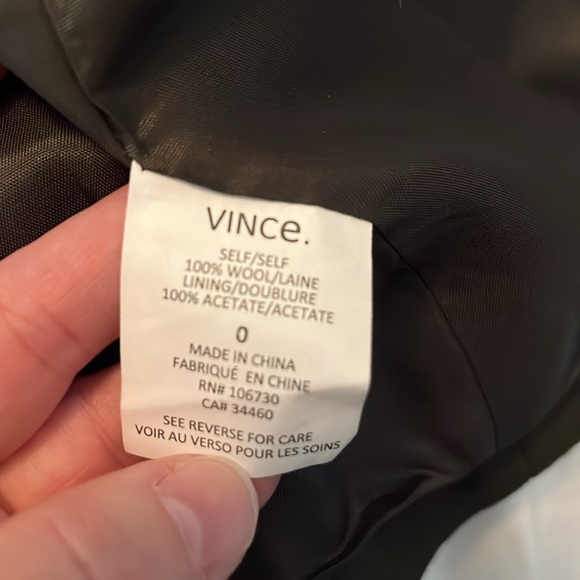 VINCe.
SELF/SELF
100% WOOL/LAINE
LINING/DOUBLURE
100% ACETATE/ACETATE
0
MADE IN CHINA
FABRIQUÉ EN CHINE
RN# 106730
CA# 34460
SEE REVERSE FOR CARE
VOIR AU VERSO POUR LES SOINS